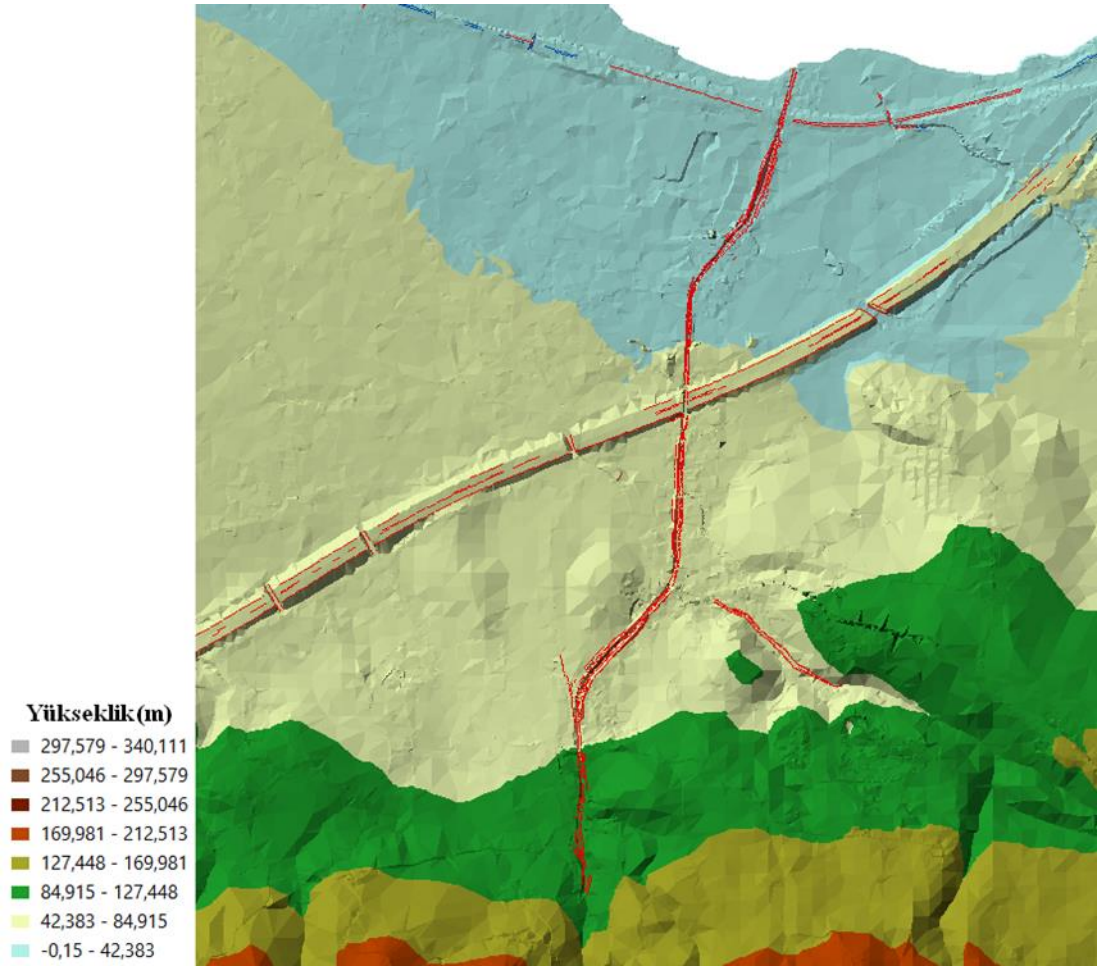 Yükseklik(m)
297,579 - 340,111
255,046 - 297,579
212,513 - 255,046
169,981 - 212,513
127,448 - 169,981
84,915 - 127,448
42,383 - 84,915
-0,15 - 42,383